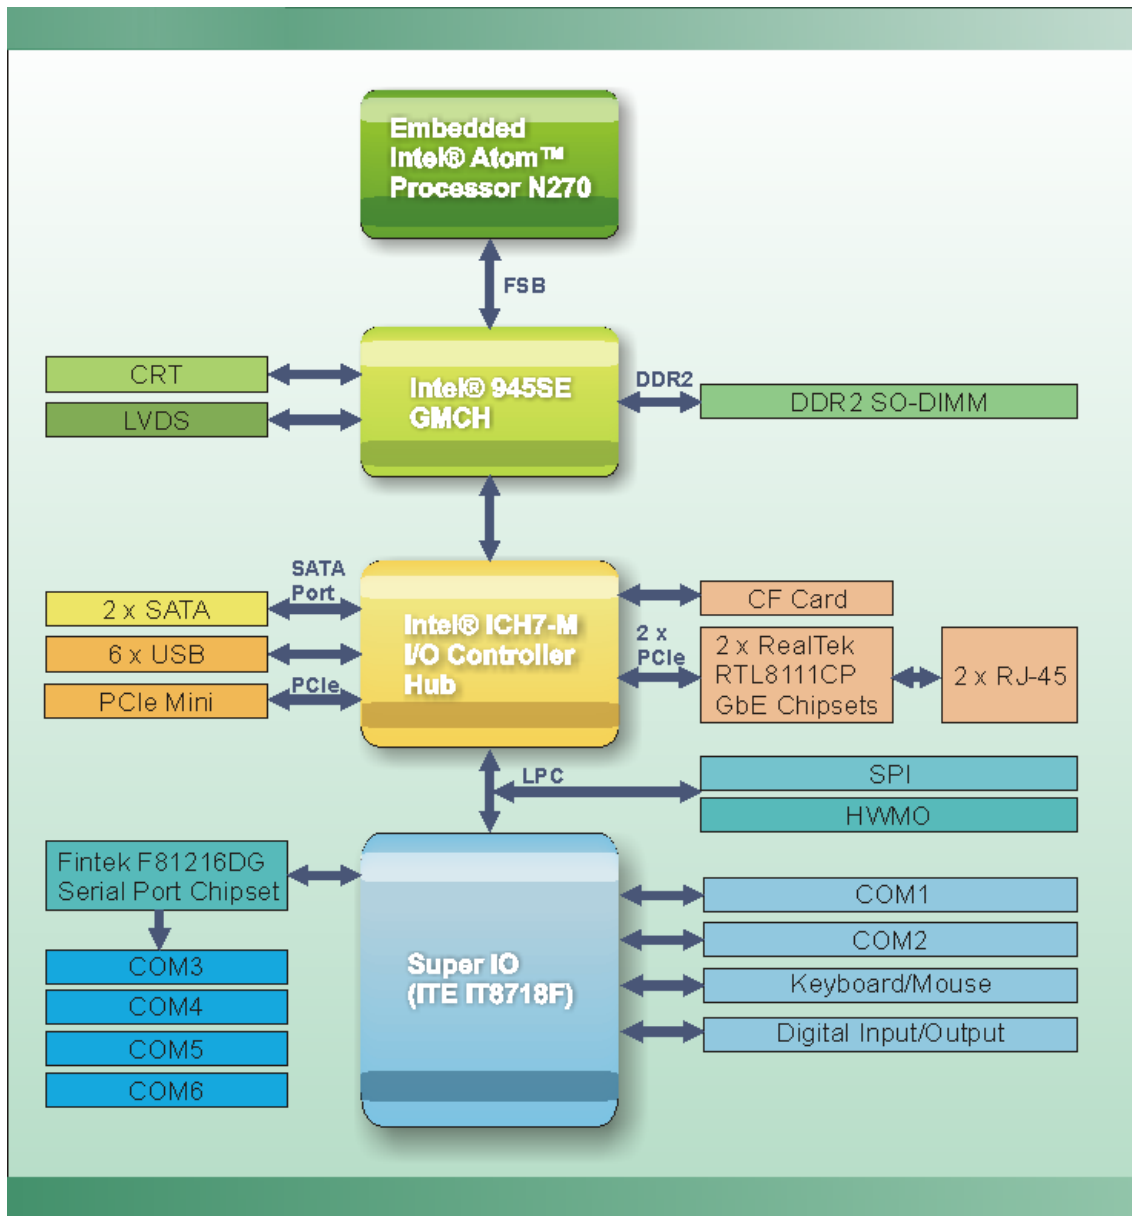 Embedded
Intel® Atom™
Processor N270
FSB
CRT
LVDS
Intel® 945SE
GMCH
DDR2
DDR2 SO-DIMM
SATA
Port
2 x SATA
6 x USB
PCIe
PCIe Mini
Intel® ICH7-M
I/O Controller
Hub
CF Card
2 x
PCIe
2 x RealTek
RTL8111CP
GbE Chipsets
2 x RJ-45
LPC
SPI
HWMO
Fintek F81216DG
Serial Port Chipset
COM3
COM4
COM5
COM6
Super IO
(ITE IT8718F)
COM1
COM2
Keyboard/Mouse
Digital Input/Output